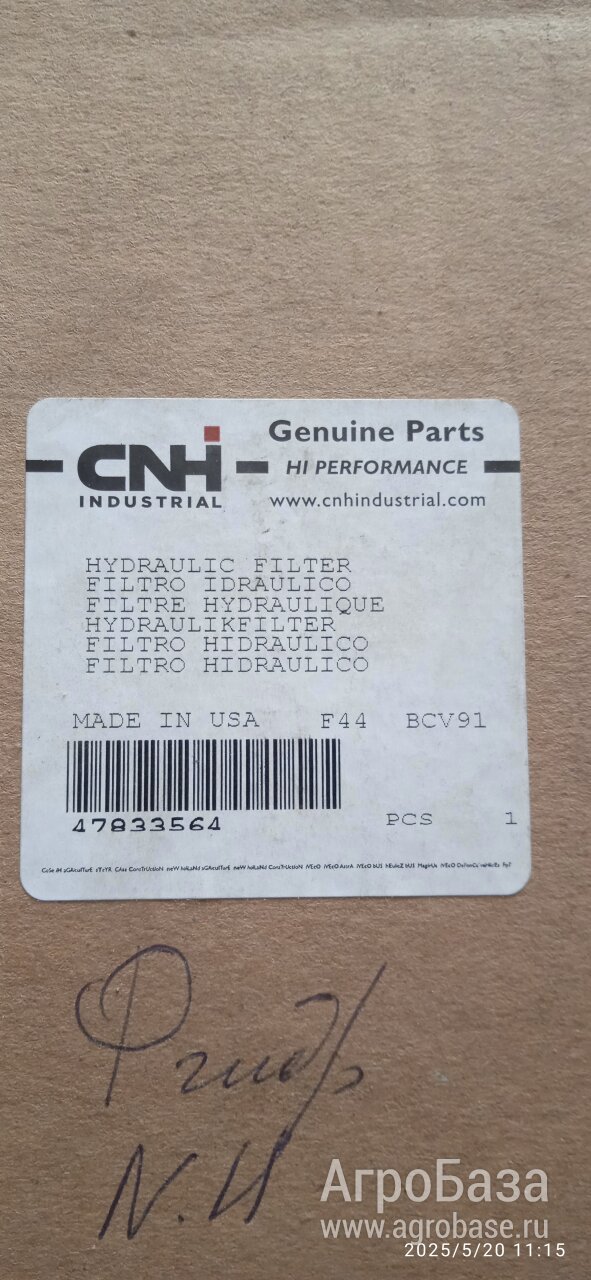 CNH
INDUSTRIAL
Genuine Parts
HI PERFORMANCE
www.cnhindustrial.com
HYDRAULIC FILTER
FILTRO IDRAULICO
FILTRE HYDRAULIQUE
HYDRAULIKFILTER
FILTRO HIDRAULICO
FILTRO HIDRAULICO
MADE IN USA F44 BCV91
47833564
PCS 1
Ф гидр
N.H
АгроБаза
www.agrobase.ru
2025/5/20 11:15